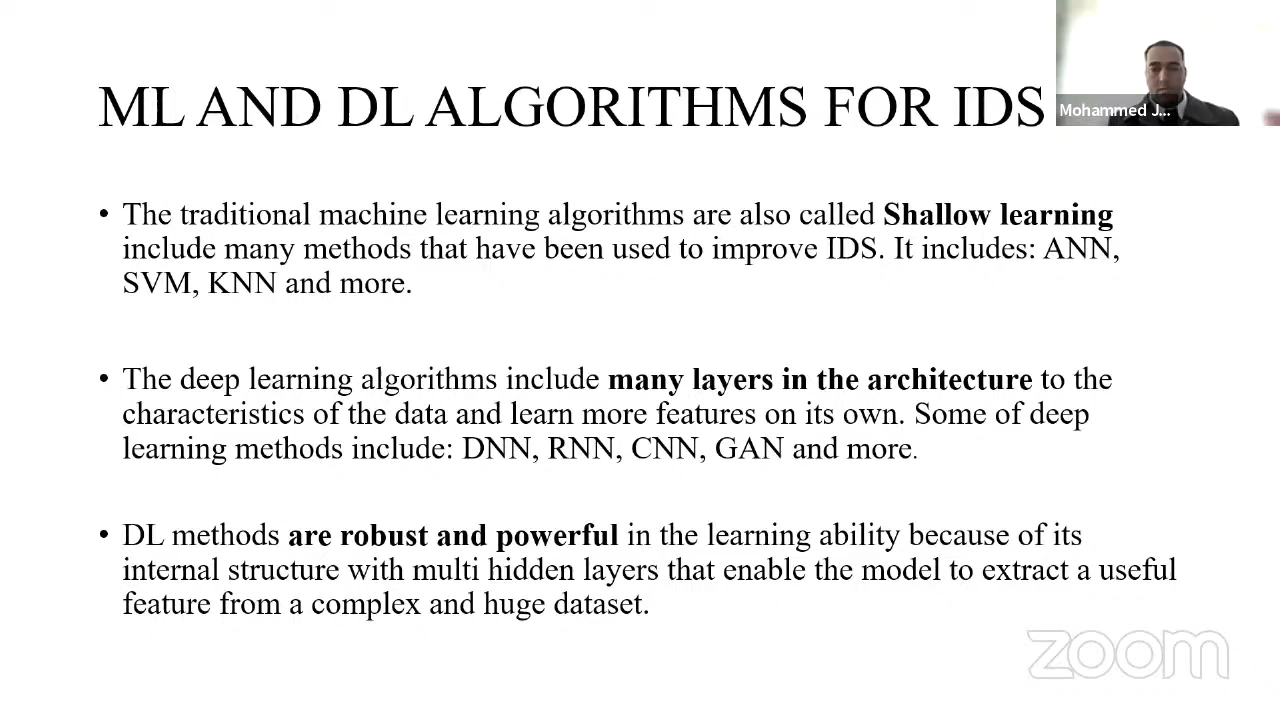 ML AND DL ALGORITHMS FOR IDS
Mohammed J...
• The traditional machine learning algorithms are also called Shallow learning
include many methods that have been used to improve IDS. It includes: ANN,
SVM, KNN and more.
• The deep learning algorithms include many layers in the architecture to the
characteristics of the data and learn more features on its own. Some of deep
learning methods include: DNN, RNN, CNN, GAN and more.
• DL methods are robust and powerful in the learning ability because of its
internal structure with multi hidden layers that enable the model to extract a useful
feature from a complex and huge dataset.
zoom